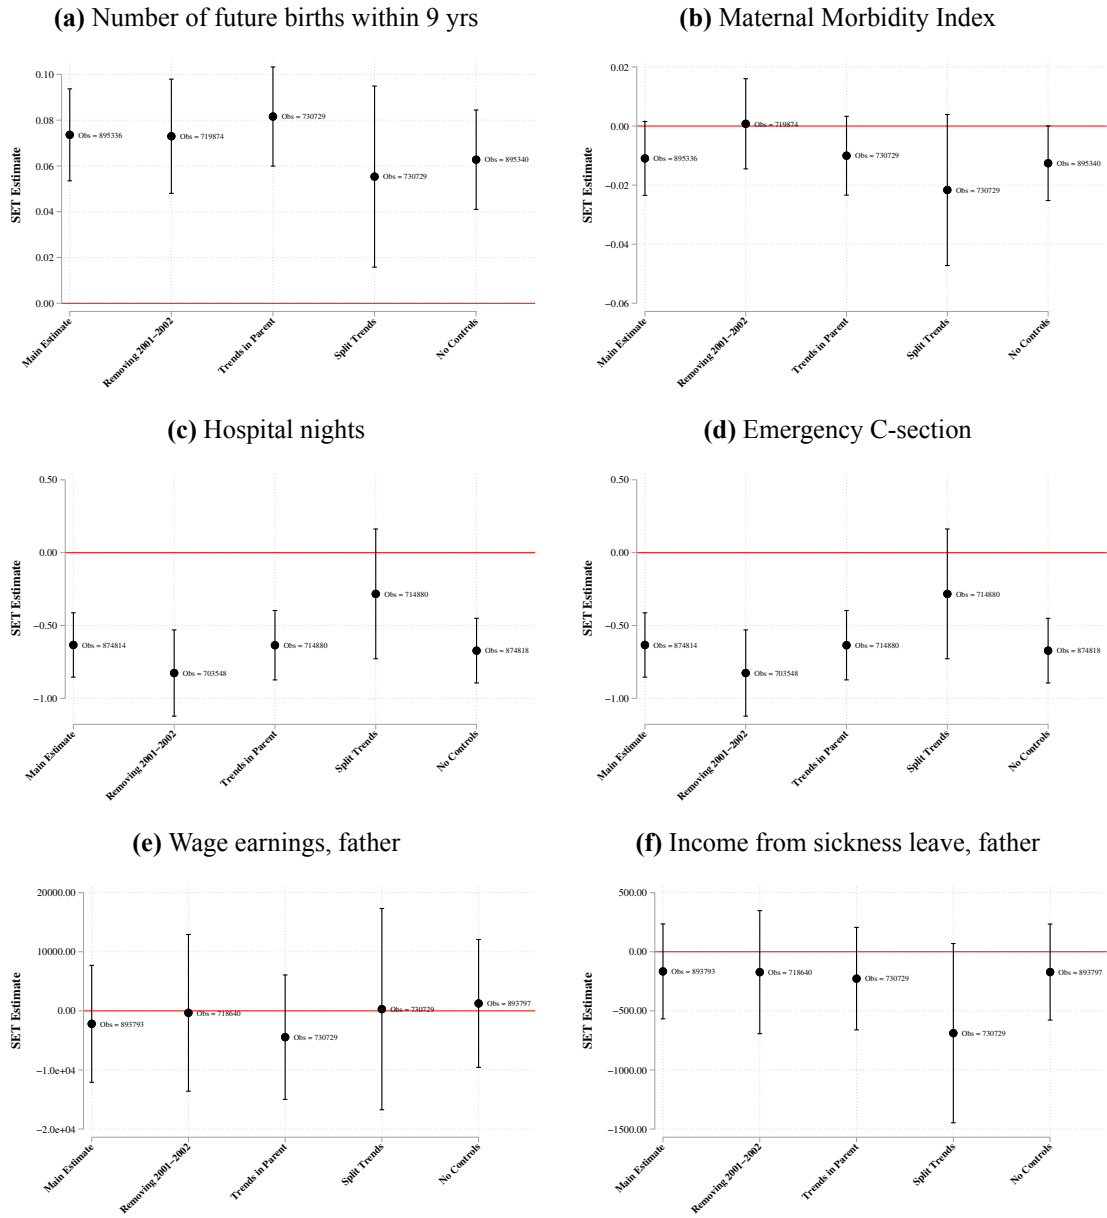 (a) Number of future births within 9 yrs
SET Estimate
0.10
0.08
0.06
0.04
0.02
0.00
Obs = 895336
Obs = 719874
Obs = 730729
Obs = 730729
Obs = 895340
Main Estimate
Removing 2001−2002
Trends in Parent
Split Trends
No Controls
(b) Maternal Morbidity Index
SET Estimate
0.02
0.00
−0.02
−0.04
−0.06
Obs = 895336
Obs = 719874
Obs = 730729
Obs = 730729
Obs = 895340
Main Estimate
Removing 2001−2002
Trends in Parent
Split Trends
No Controls
(c) Hospital nights
SET Estimate
0.50
0.00
−0.50
−1.00
Obs = 874814
Obs = 703548
Obs = 714880
Obs = 714880
Obs = 874818
Main Estimate
Removing 2001−2002
Trends in Parent
Split Trends
No Controls
(d) Emergency C-section
SET Estimate
0.50
0.00
−0.50
−1.00
Obs = 874814
Obs = 703548
Obs = 714880
Obs = 714880
Obs = 874818
Main Estimate
Removing 2001−2002
Trends in Parent
Split Trends
No Controls
(e) Wage earnings, father
SET Estimate
20000.00
10000.00
0.00
−1.0e+04
−2.0e+04
Obs = 893793
Obs = 718640
Obs = 730729
Obs = 730729
Obs = 893797
Main Estimate
Removing 2001−2002
Trends in Parent
Split Trends
No Controls
(f) Income from sickness leave, father
SET Estimate
500.00
0.00
−500.00
−1000.00
−1500.00
Obs = 893793
Obs = 718640
Obs = 730729
Obs = 730729
Obs = 893797
Main Estimate
Removing 2001−2002
Trends in Parent
Split Trends
No Controls